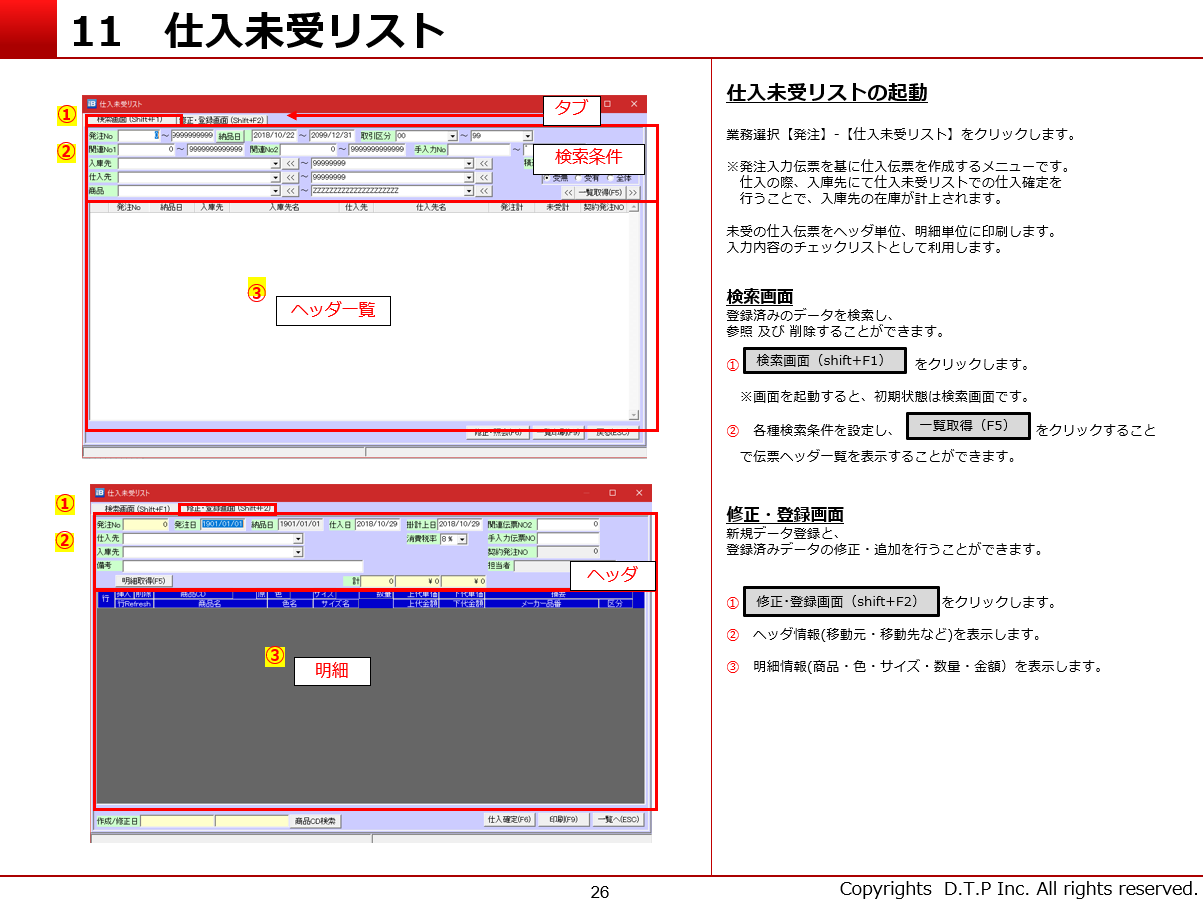 11　仕入未受リスト
①
②
仕入未受リスト
タブ
検索画面 (Shift+F1)
修正・登録画面 (Shift+F2)
発注No
～ 9999999999 納品日 2018/10/22 ～ 2099/12/31 取引区分 00 ～ 99
関連No1 0 ～ 9999999999999 関連No2 0 ～ 9999999999999 手入力No ～
検索条件
入庫先 << ～ 99999999 <<
仕入先 << ～ 99999999 <<
受無 受有 全体
商品 << ～ ZZZZZZZZZZZZZZZZZZZZZ <<
<< 一覧取得(F5) >>
発注No 納品日 入庫先 入庫先名 仕入先 仕入先名 発注計 未受計 契約発注NO
③
ヘッダ一覧
修正・照会(F6) 一覧印刷(F9) 戻る(ESC)
①
②
仕入未受リスト
検索画面 (Shift+F1) 修正・登録画面 (Shift+F2)
発注No 0 発注日 1901/01/01 納品日 1901/01/01 仕入日 2018/10/29 掛計上日 2018/10/29 関連伝票NO2 0
仕入先 消費税率 8% 手入力伝票NO
入庫先 契約発注NO 0
備考 担当者
ヘッダ
明細取得(F5) 計 0 ¥0 ¥0
行 挿入 削除 商品CD 色 サイズ 数量 上代単価 下代単価 摘要
行Refresh 商品名 色名 サイズ名 上代金額 下代金額 メーカー品番 区分
③
明細
作成/修正日 商品CD検索 仕入確定(F6) 印刷(F9) 一覧へ(ESC)
仕入未受リストの起動
業務選択【発注】-【仕入未受リスト】をクリックします。
※発注入力伝票を基に仕入伝票を作成するメニューです。
仕入の際、入庫先にて仕入未受リストでの仕入確定を
行うことで、入庫先の在庫が計上されます。
未受の仕入伝票をヘッダ単位、明細単位に印刷します。
入力内容のチェックリストとして利用します。
検索画面
登録済みのデータを検索し、
参照 及び 削除することができます。
① 検索画面（shift+F1） をクリックします。
※画面を起動すると、初期状態は検索画面です。
② 各種検索条件を設定し、 一覧取得（F5） をクリックすること
で伝票ヘッダ一覧を表示することができます。
修正・登録画面
新規データ登録と、
登録済みデータの修正・追加を行うことができます。
① 修正･登録画面（shift+F2） をクリックします。
② ヘッダ情報(移動元・移動先など)を表示します。
③ 明細情報(商品・色・サイズ・数量・金額）を表示します。
26
Copyrights D.T.P Inc. All rights reserved.